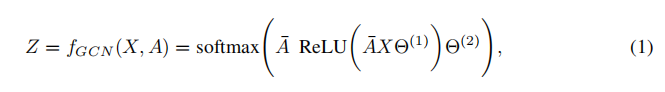 Z = f_{GCN}(X, A) = softmax( Ā ReLU( ĀXΘ^{(1)} )Θ^{(2)} ), (1)